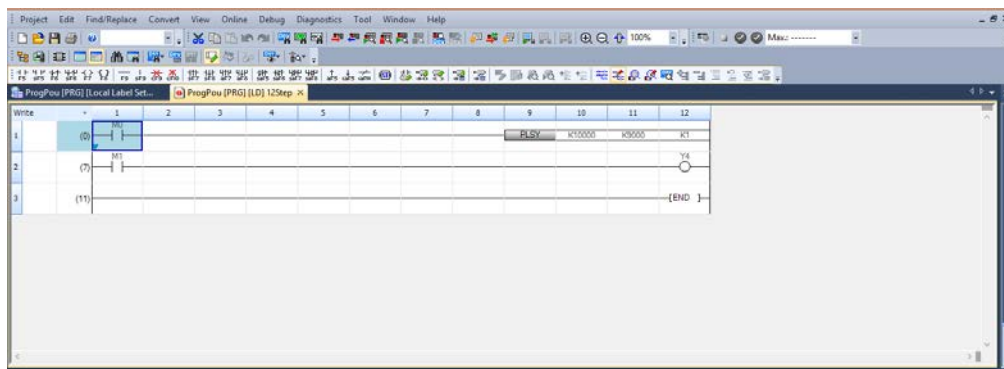 Project Edit Find/Replace Convert View Online Debug Diagnostics Tool Window Help
100% Max.: -------
ProgPou [PRG] [Local Label Set... ProgPou [PRG] [LD] 12Step
Write 1 2 3 4 5 6 7 8 9 10 11 12
M0
1 (0) PLSY K10000 K9000 K1
M1 Y4
2 (7)
3 (11) [END ]